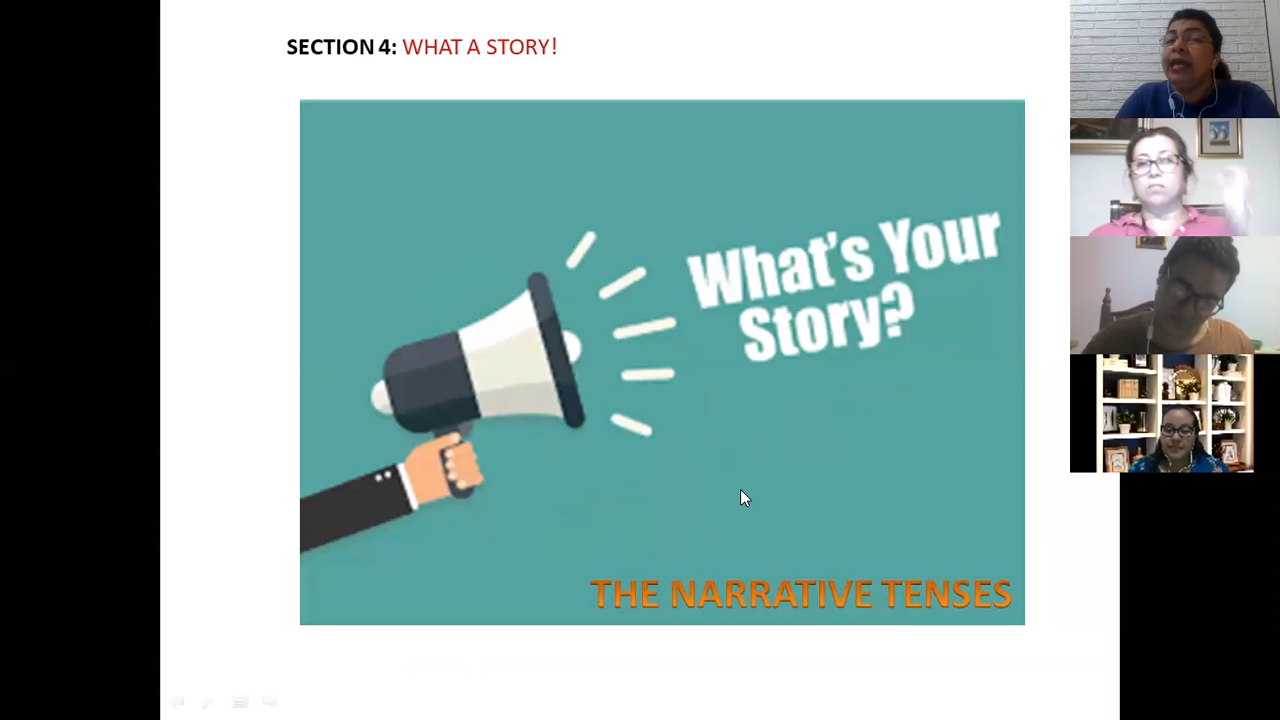 SECTION 4: WHAT A STORY!
What's Your
Story?
THE NARRATIVE TENSES